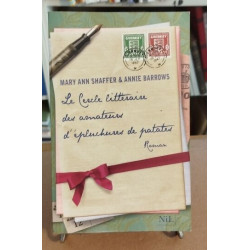 MARY ANN SHAFFER & ANNIE BARROWS
Le Cercle littéraire
des amateurs
d'épluchures de patates
Roman
NiL